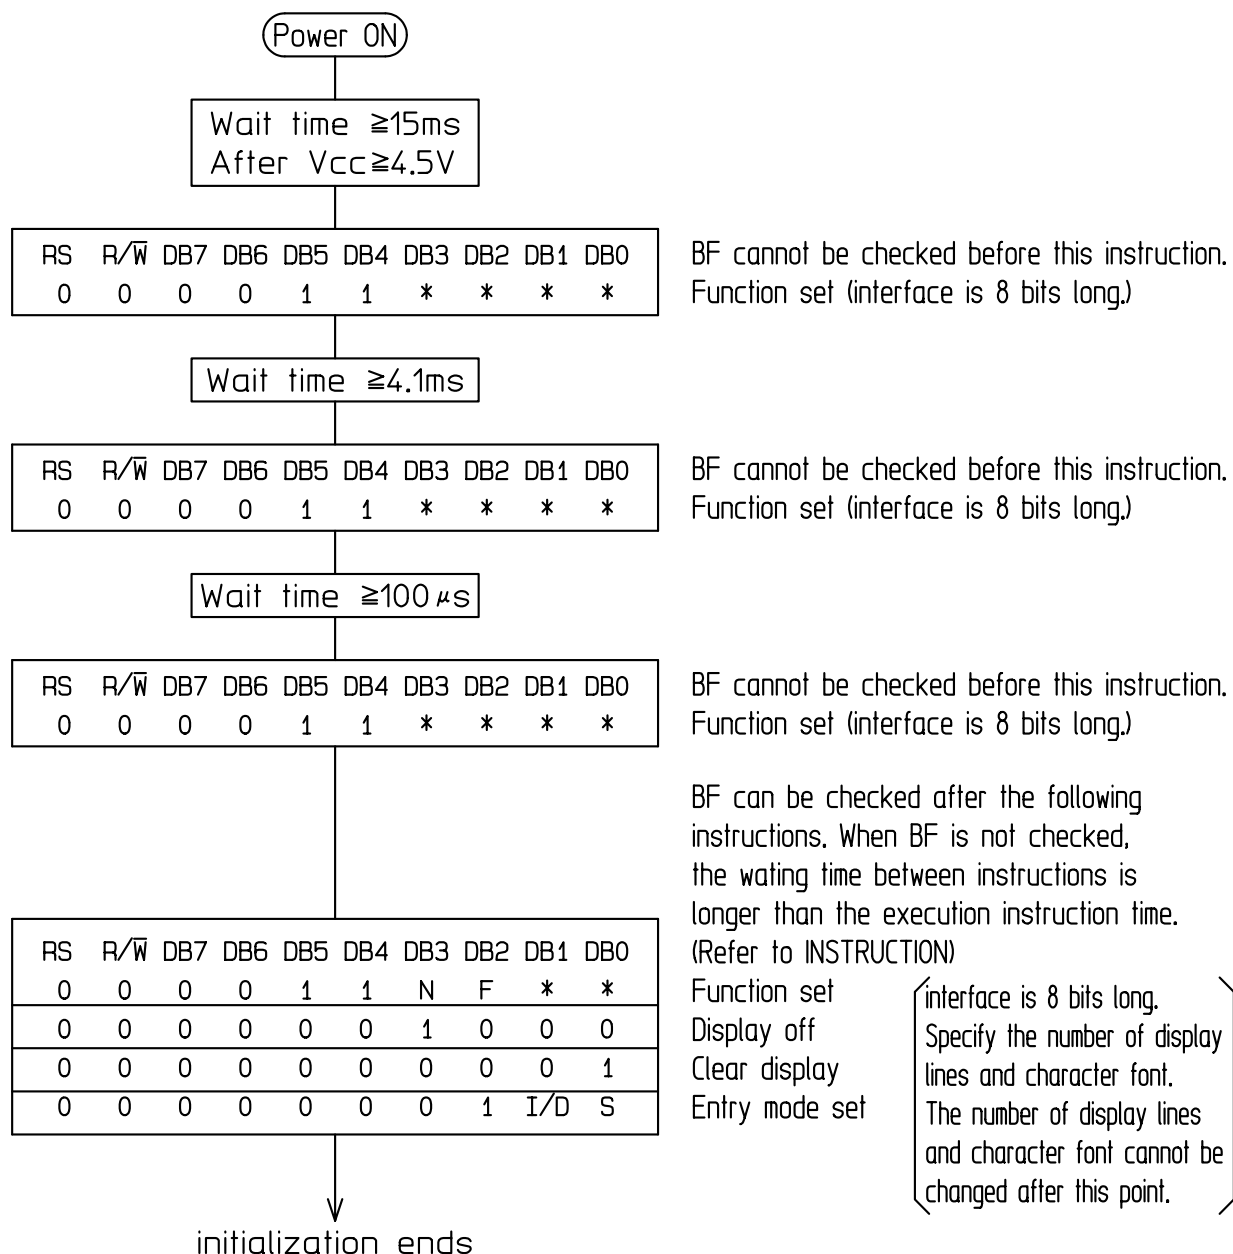 Power ON
Wait time ≧15ms
After Vcc≧4.5V
RS R/W̅ DB7 DB6 DB5 DB4 DB3 DB2 DB1 DB0
0 0 0 0 1 1 * * * *
BF cannot be checked before this instruction.
Function set (interface is 8 bits long.)
Wait time ≧4.1ms
RS R/W̅ DB7 DB6 DB5 DB4 DB3 DB2 DB1 DB0
0 0 0 0 1 1 * * * *
BF cannot be checked before this instruction.
Function set (interface is 8 bits long.)
Wait time ≧100μs
RS R/W̅ DB7 DB6 DB5 DB4 DB3 DB2 DB1 DB0
0 0 0 0 1 1 * * * *
BF cannot be checked before this instruction.
Function set (interface is 8 bits long.)
BF can be checked after the following
instructions. When BF is not checked,
the wating time between instructions is
longer than the execution instruction time.
(Refer to INSTRUCTION)
RS R/W̅ DB7 DB6 DB5 DB4 DB3 DB2 DB1 DB0
0 0 0 0 1 1 N F * *
0 0 0 0 0 0 1 0 0 0
0 0 0 0 0 0 0 0 0 1
0 0 0 0 0 0 0 1 I/D S
Function set
Display off
Clear display
Entry mode set
interface is 8 bits long.
Specify the number of display
lines and character font.
The number of display lines
and character font cannot be
changed after this point.
initialization ends